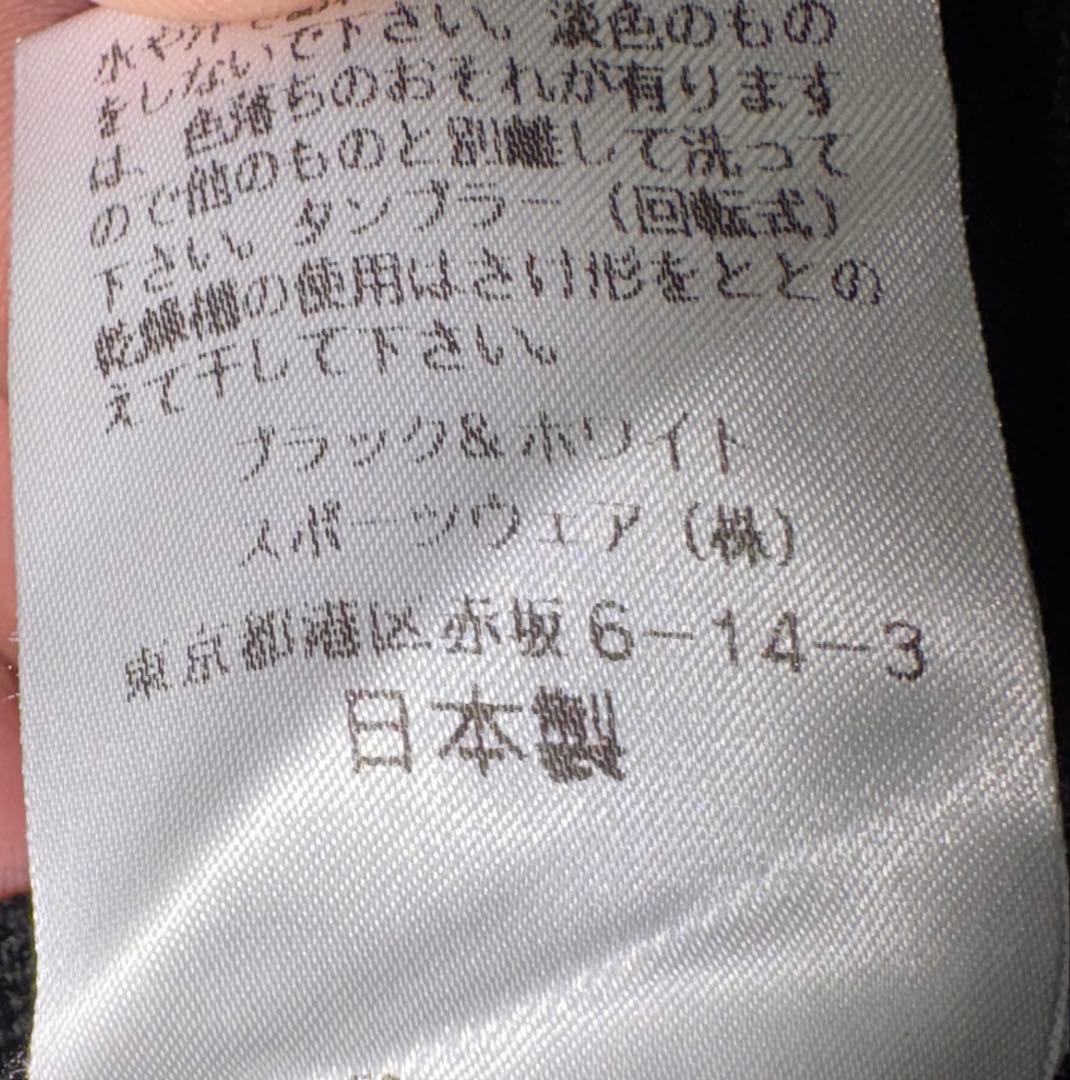 水や汗で
をしないで下さい。淡色のもの
は、色落ちのおそれが有ります
ので他のものと別離して洗って
下さい。タンブラー（回転式）
乾燥機の使用はさけ形をととの
えて干して下さい。
ブラック&ホワイト
スポーツウェア（株）
東京都港区赤坂6-14-3
日本製